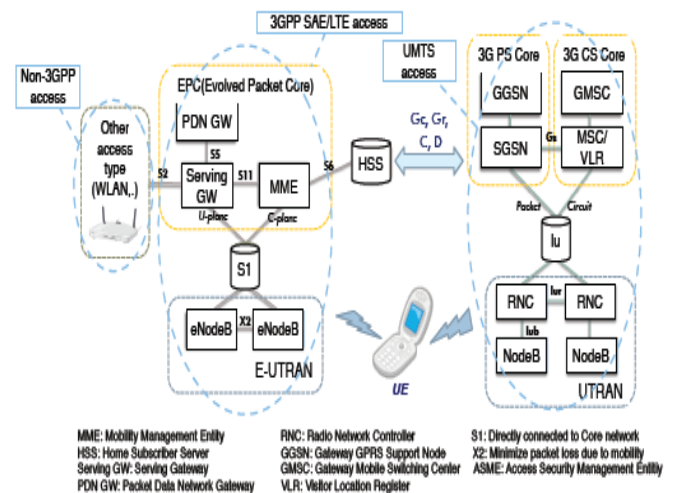 3GPP SAE/LTE access
Non-3GPP
access
EPC(Evolved Packet Core)
PDN GW
S5
Serving
GW
S11
MME
S6
HSS
S2
Other
access
type
(WLAN,.)
U-plane
C-plane
S1
eNodeB
X2
eNodeB
E-UTRAN
Gc, Gr,
C, D
UE
UMTS
access
3G PS Core
3G CS Core
GGSN
GMSC
SGSN
Gs
MSC/
VLR
Packet
Circuit
Iu
RNC
Iur
RNC
Iub
NodeB
NodeB
UTRAN
MME: Mobility Management Entity
HSS: Home Subscriber Server
Serving GW: Serving Gateway
PDN GW: Packet Data Network Gateway
RNC: Radio Network Controller
GGSN: Gateway GPRS Support Node
GMSC: Gateway Mobile Switching Center
VLR: Visitor Location Register
S1: Directly connected to Core network
X2: Minimize packet loss due to mobility
ASME: Access Security Management Entity